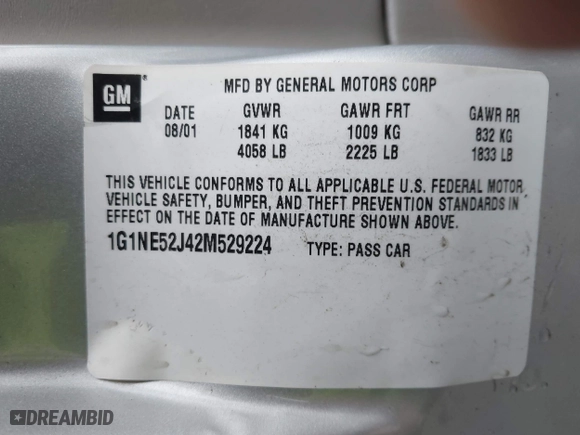 GM
MFD BY GENERAL MOTORS CORP
DATE GVWR GAWR FRT GAWR RR
08/01 1841 KG 1009 KG 832 KG
4058 LB 2225 LB 1833 LB
THIS VEHICLE CONFORMS TO ALL APPLICABLE U.S. FEDERAL MOTOR
VEHICLE SAFETY, BUMPER, AND THEFT PREVENTION STANDARDS IN
EFFECT ON THE DATE OF MANUFACTURE SHOWN ABOVE.
1G1NE52J42M529224 TYPE: PASS CAR
DREAMBID